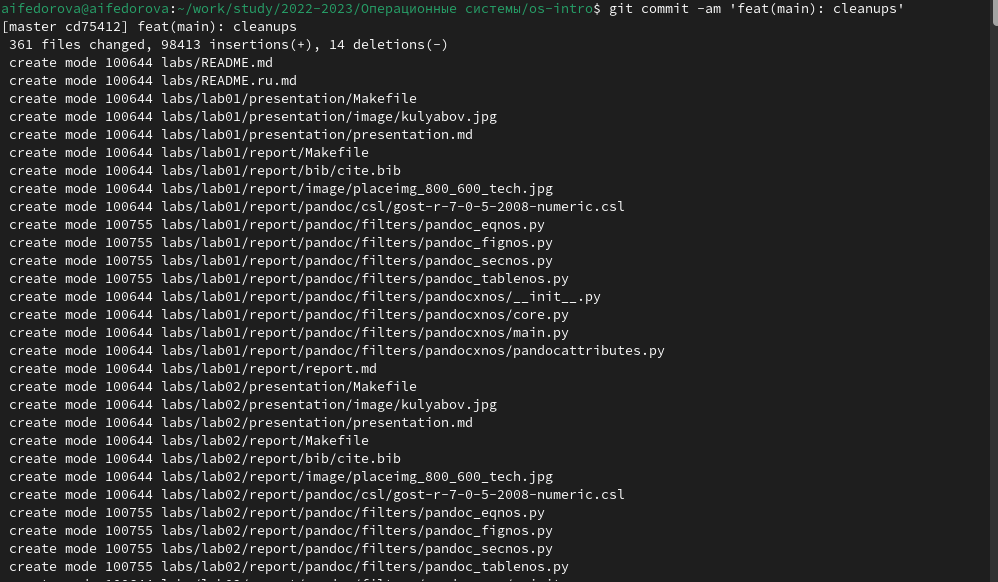 aifedorova@aifedorova:~/work/study/2022-2023/Операционные системы/os-intro$ git commit -am 'feat(main): cleanups'
[master cd75412] feat(main): cleanups
 361 files changed, 98413 insertions(+), 14 deletions(-)
 create mode 100644 labs/README.md
 create mode 100644 labs/README.ru.md
 create mode 100644 labs/lab01/presentation/Makefile
 create mode 100644 labs/lab01/presentation/image/kulyabov.jpg
 create mode 100644 labs/lab01/presentation/presentation.md
 create mode 100644 labs/lab01/report/Makefile
 create mode 100644 labs/lab01/report/bib/cite.bib
 create mode 100644 labs/lab01/report/image/placeimg_800_600_tech.jpg
 create mode 100644 labs/lab01/report/pandoc/csl/gost-r-7-0-5-2008-numeric.csl
 create mode 100755 labs/lab01/report/pandoc/filters/pandoc_eqnos.py
 create mode 100755 labs/lab01/report/pandoc/filters/pandoc_fignos.py
 create mode 100755 labs/lab01/report/pandoc/filters/pandoc_secnos.py
 create mode 100755 labs/lab01/report/pandoc/filters/pandoc_tablenos.py
 create mode 100644 labs/lab01/report/pandoc/filters/pandocxnos/__init__.py
 create mode 100644 labs/lab01/report/pandoc/filters/pandocxnos/core.py
 create mode 100644 labs/lab01/report/pandoc/filters/pandocxnos/main.py
 create mode 100644 labs/lab01/report/pandoc/filters/pandocxnos/pandocattributes.py
 create mode 100644 labs/lab01/report/report.md
 create mode 100644 labs/lab02/presentation/Makefile
 create mode 100644 labs/lab02/presentation/image/kulyabov.jpg
 create mode 100644 labs/lab02/presentation/presentation.md
 create mode 100644 labs/lab02/report/Makefile
 create mode 100644 labs/lab02/report/bib/cite.bib
 create mode 100644 labs/lab02/report/image/placeimg_800_600_tech.jpg
 create mode 100644 labs/lab02/report/pandoc/csl/gost-r-7-0-5-2008-numeric.csl
 create mode 100755 labs/lab02/report/pandoc/filters/pandoc_eqnos.py
 create mode 100755 labs/lab02/report/pandoc/filters/pandoc_fignos.py
 create mode 100755 labs/lab02/report/pandoc/filters/pandoc_secnos.py
 create mode 100755 labs/lab02/report/pandoc/filters/pandoc_tablenos.py